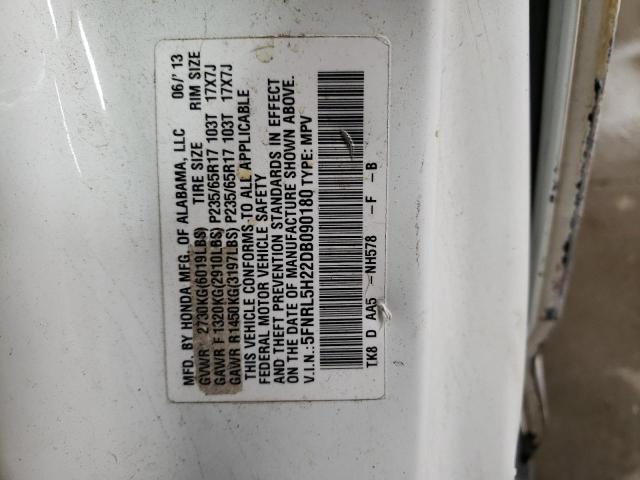 MFD. BY HONDA MFG. OF ALABAMA, LLC 06/'13
GVWR 2730KG(6019LBS) TIRE SIZE RIM SIZE
GAWR F 1320KG(2910LBS) P235/65R17 103T 17X7J
GAWR R1450KG(3197LBS) P235/65R17 103T 17X7J
THIS VEHICLE CONFORMS TO ALL APPLICABLE
FEDERAL MOTOR VEHICLE SAFETY
AND THEFT PREVENTION STANDARDS IN EFFECT
ON THE DATE OF MANUFACTURE SHOWN ABOVE.
V.I.N.: 5FNRL5H22DB090180 TYPE: MPV
TK8 D AA5 -NH578 -F -B